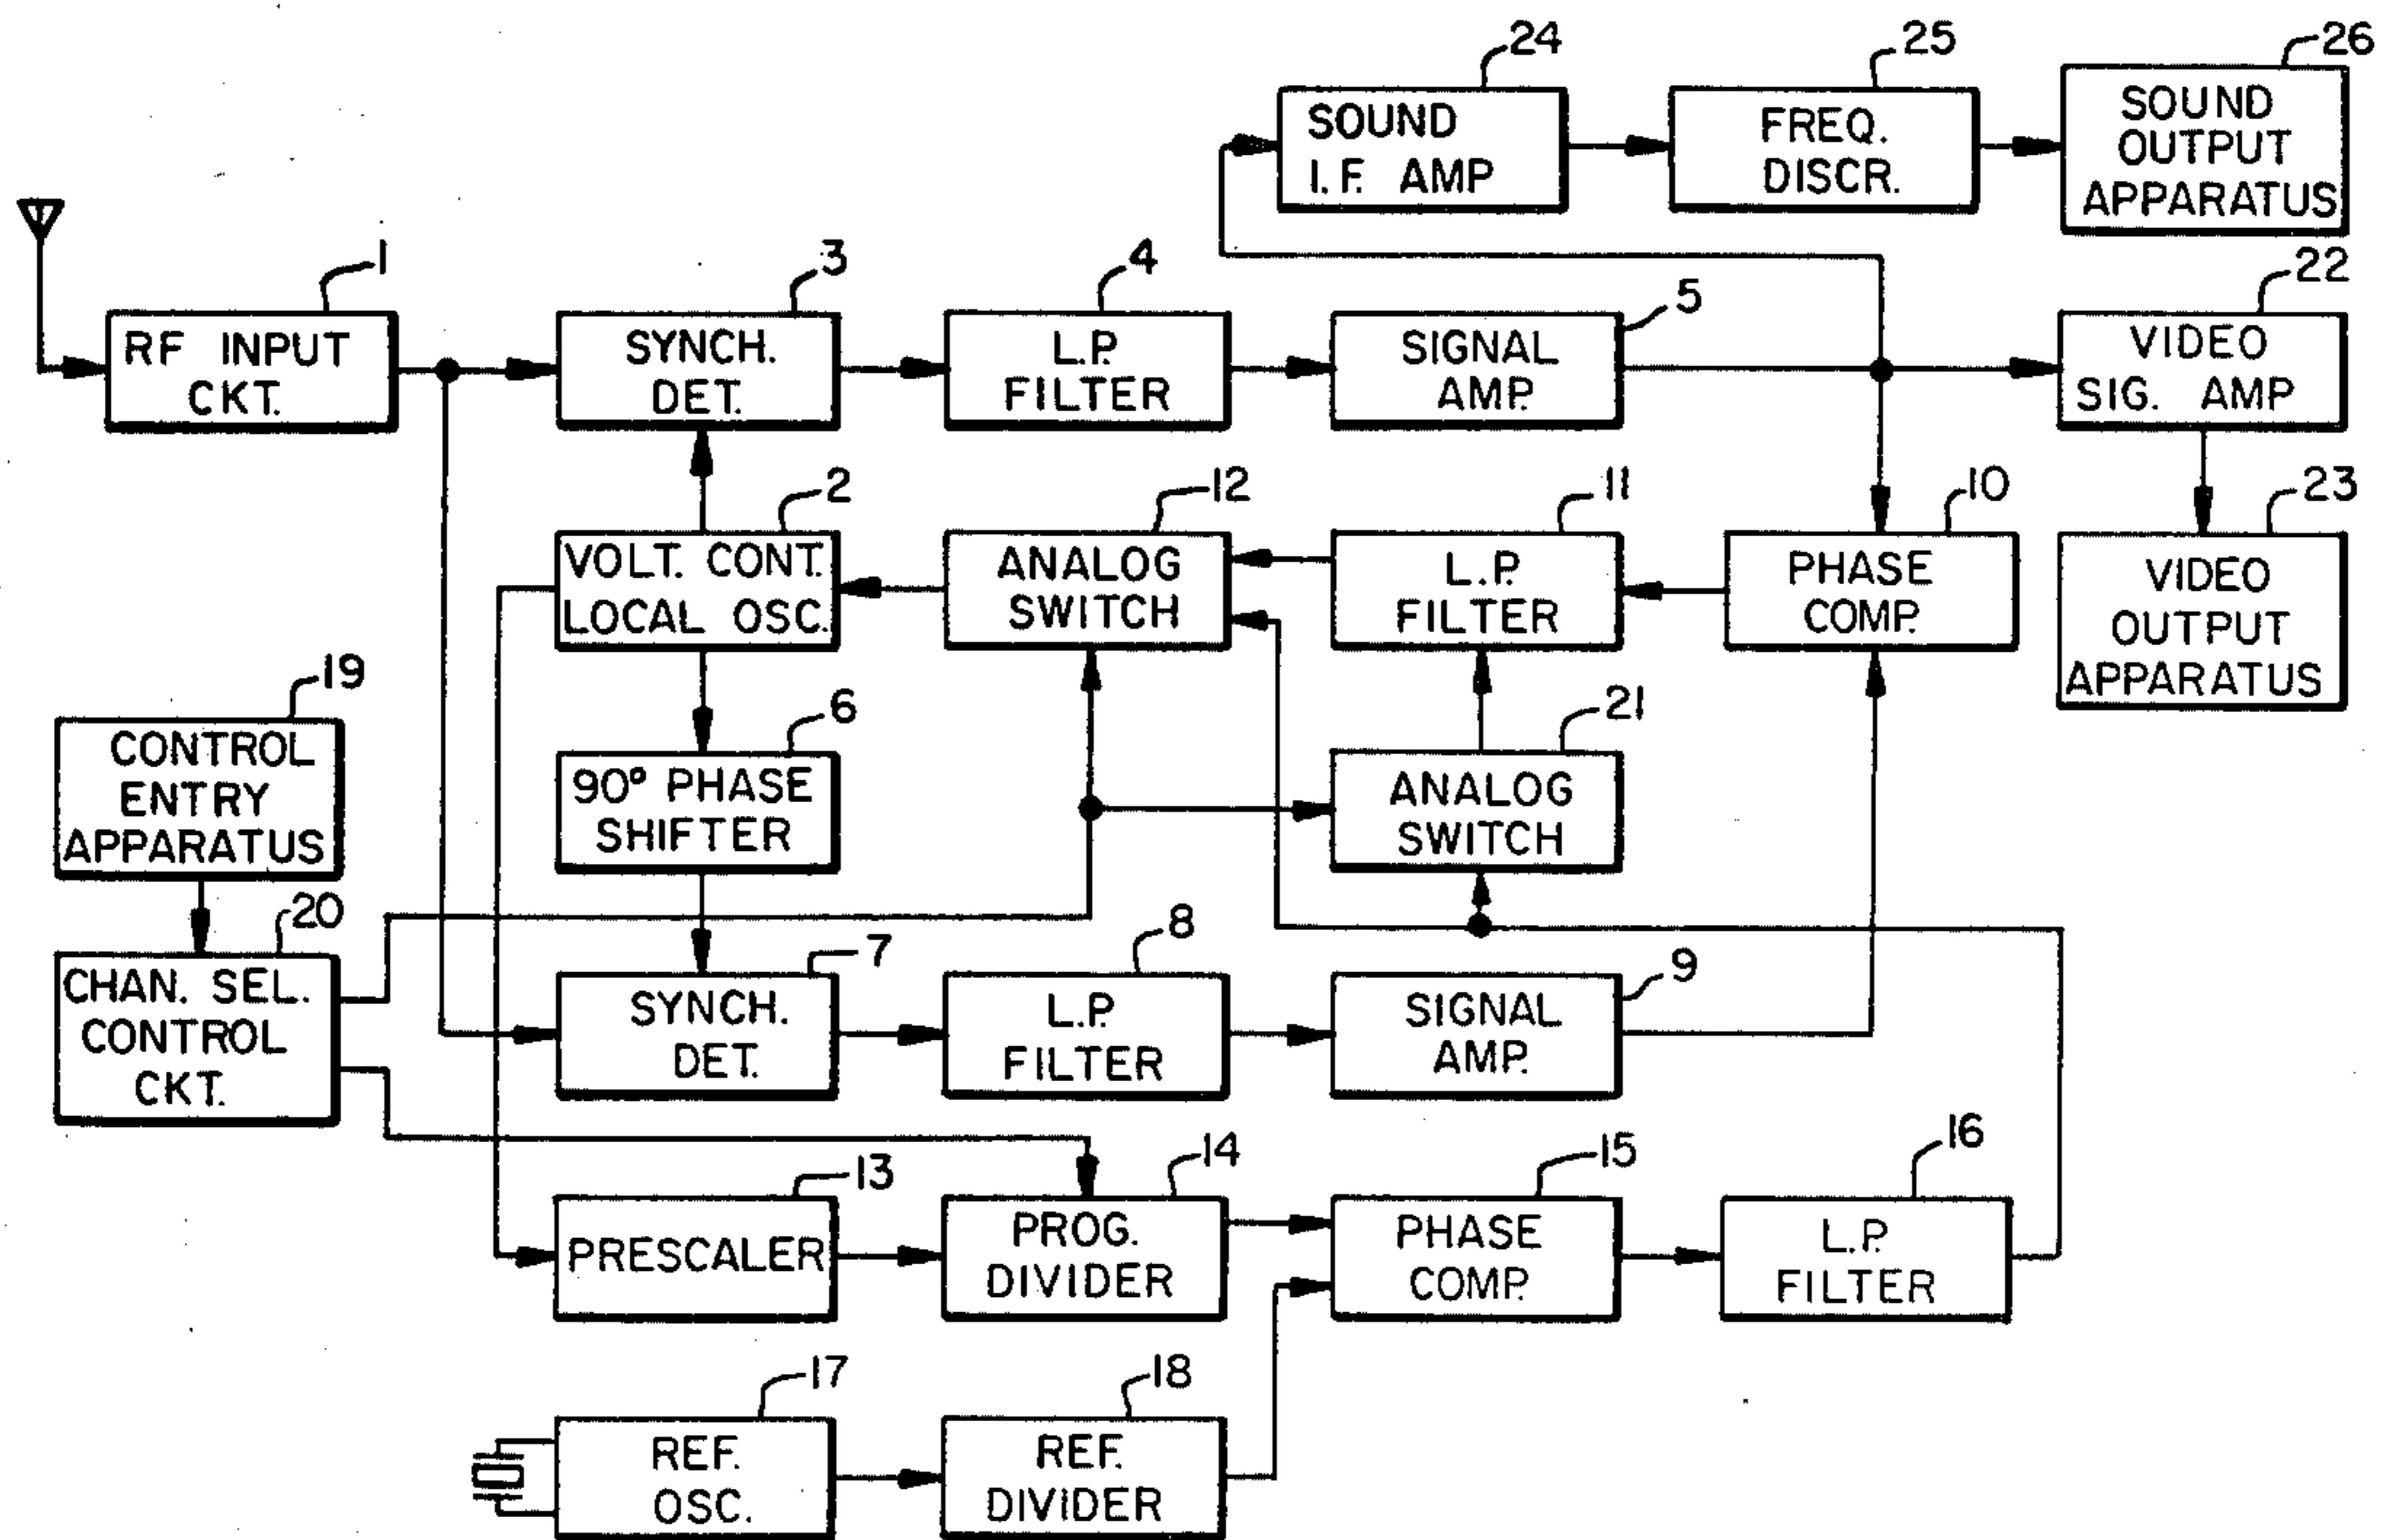 24
25
26
SOUND
I.F. AMP
FREQ.
DISCR.
SOUND
OUTPUT
APPARATUS
1
3
4
5
22
RF INPUT
CKT.
SYNCH.
DET.
L.P.
FILTER
SIGNAL
AMP.
VIDEO
SIG. AMP
2
12
11
10
23
VOLT. CONT.
LOCAL OSC.
ANALOG
SWITCH
L.P.
FILTER
PHASE
COMP.
VIDEO
OUTPUT
APPARATUS
19
6
21
CONTROL
ENTRY
APPARATUS
90° PHASE
SHIFTER
ANALOG
SWITCH
20
7
8
9
CHAN. SEL.
CONTROL
CKT.
SYNCH.
DET.
L.P.
FILTER
SIGNAL
AMP.
13
14
15
16
PRESCALER
PROG.
DIVIDER
PHASE
COMP.
L.P.
FILTER
17
18
REF.
OSC.
REF.
DIVIDER